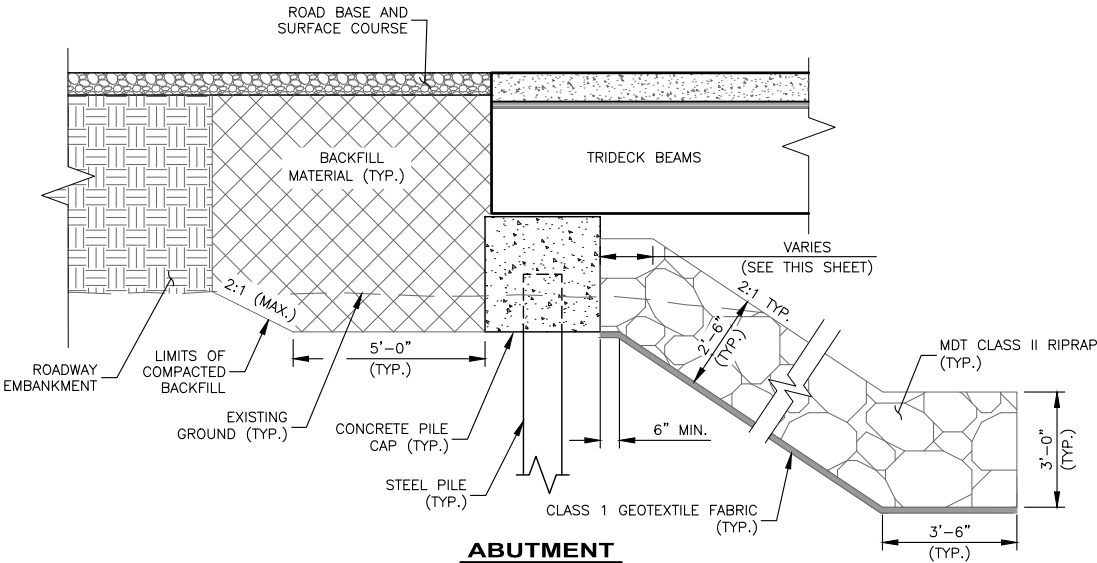 ROAD BASE AND
SURFACE COURSE
BACKFILL
MATERIAL (TYP.)
TRIDECK BEAMS
VARIES
(SEE THIS SHEET)
2:1 (MAX.)
2:1 TYP.
2'-6"
(TYP.)
MDT CLASS II RIPRAP
(TYP.)
ROADWAY
EMBANKMENT
LIMITS OF
COMPACTED
BACKFILL
5'-0"
(TYP.)
EXISTING
GROUND (TYP.)
CONCRETE PILE
CAP (TYP.)
6" MIN.
3'-0"
(TYP.)
STEEL PILE
(TYP.)
CLASS 1 GEOTEXTILE FABRIC
(TYP.)
3'-6"
(TYP.)
ABUTMENT